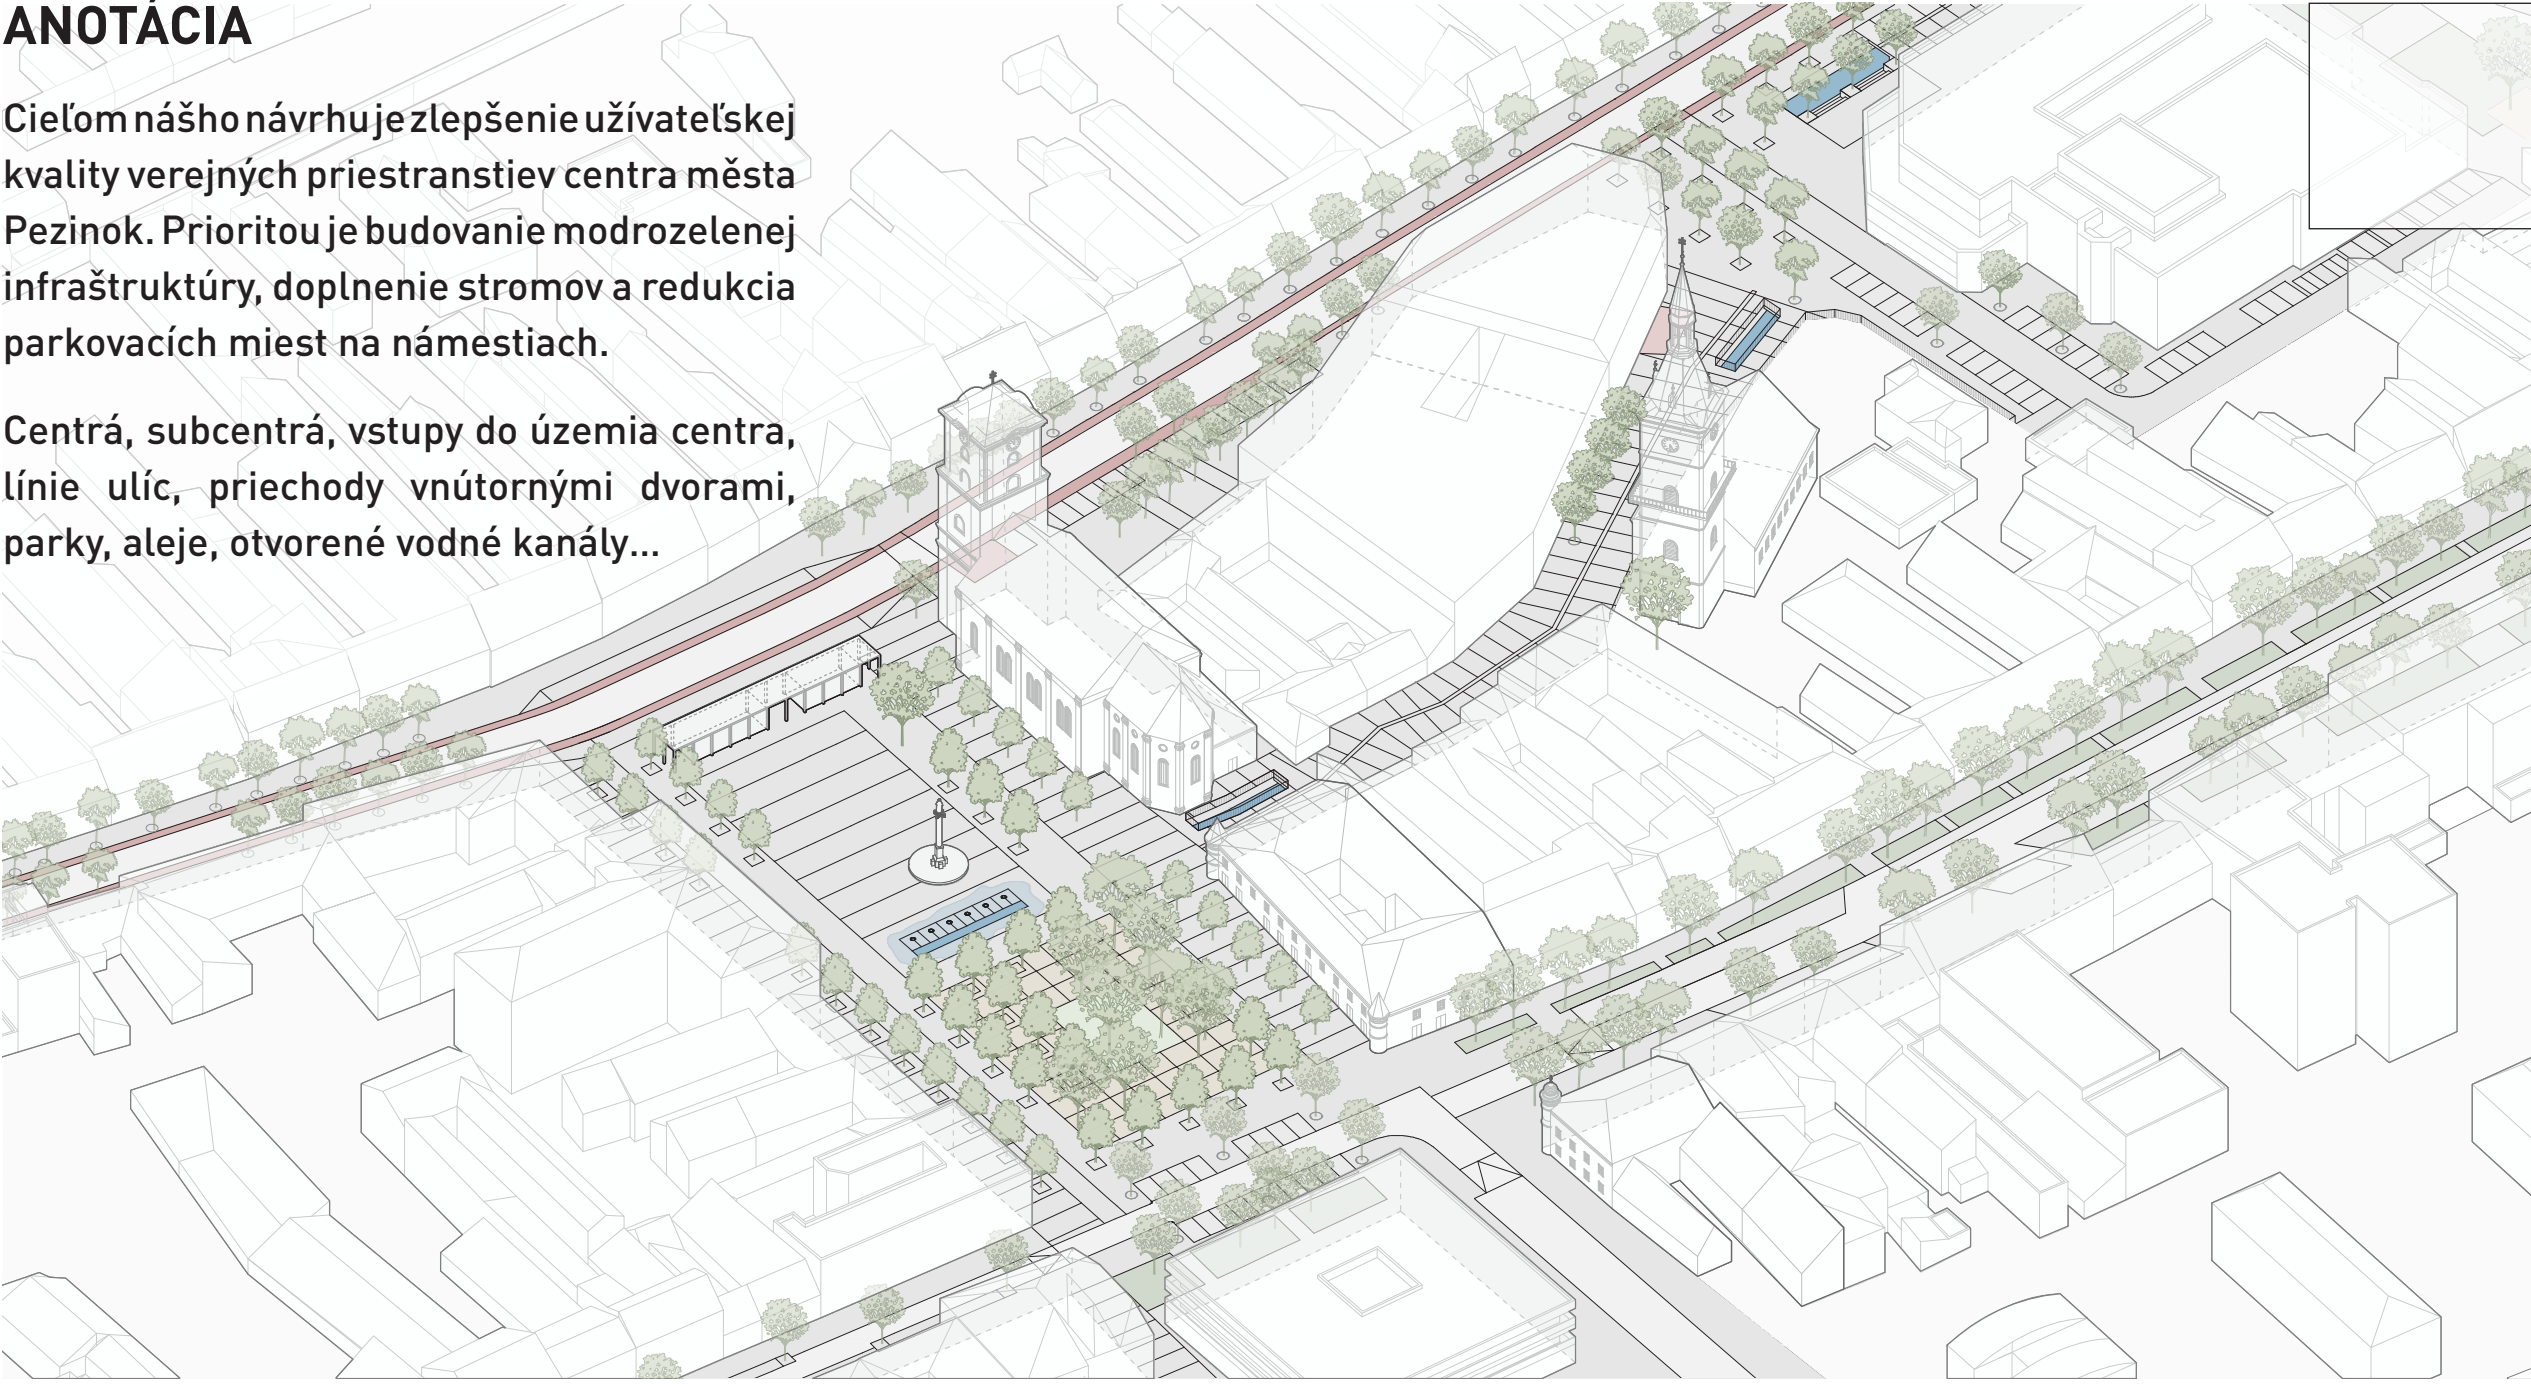 ANOTÁCIA
Cieľom nášho návrhu je zlepšenie užívateľskej
kvality verejných priestranstiev centra města
Pezinok. Prioritou je budovanie modrozelenej
infraštruktúry, doplnenie stromov a redukcia
parkovacích miest na námestiach.
Centrá, subcentrá, vstupy do územia centra,
línie ulíc, priechody vnútornými dvorami,
parky, aleje, otvorené vodné kanály...